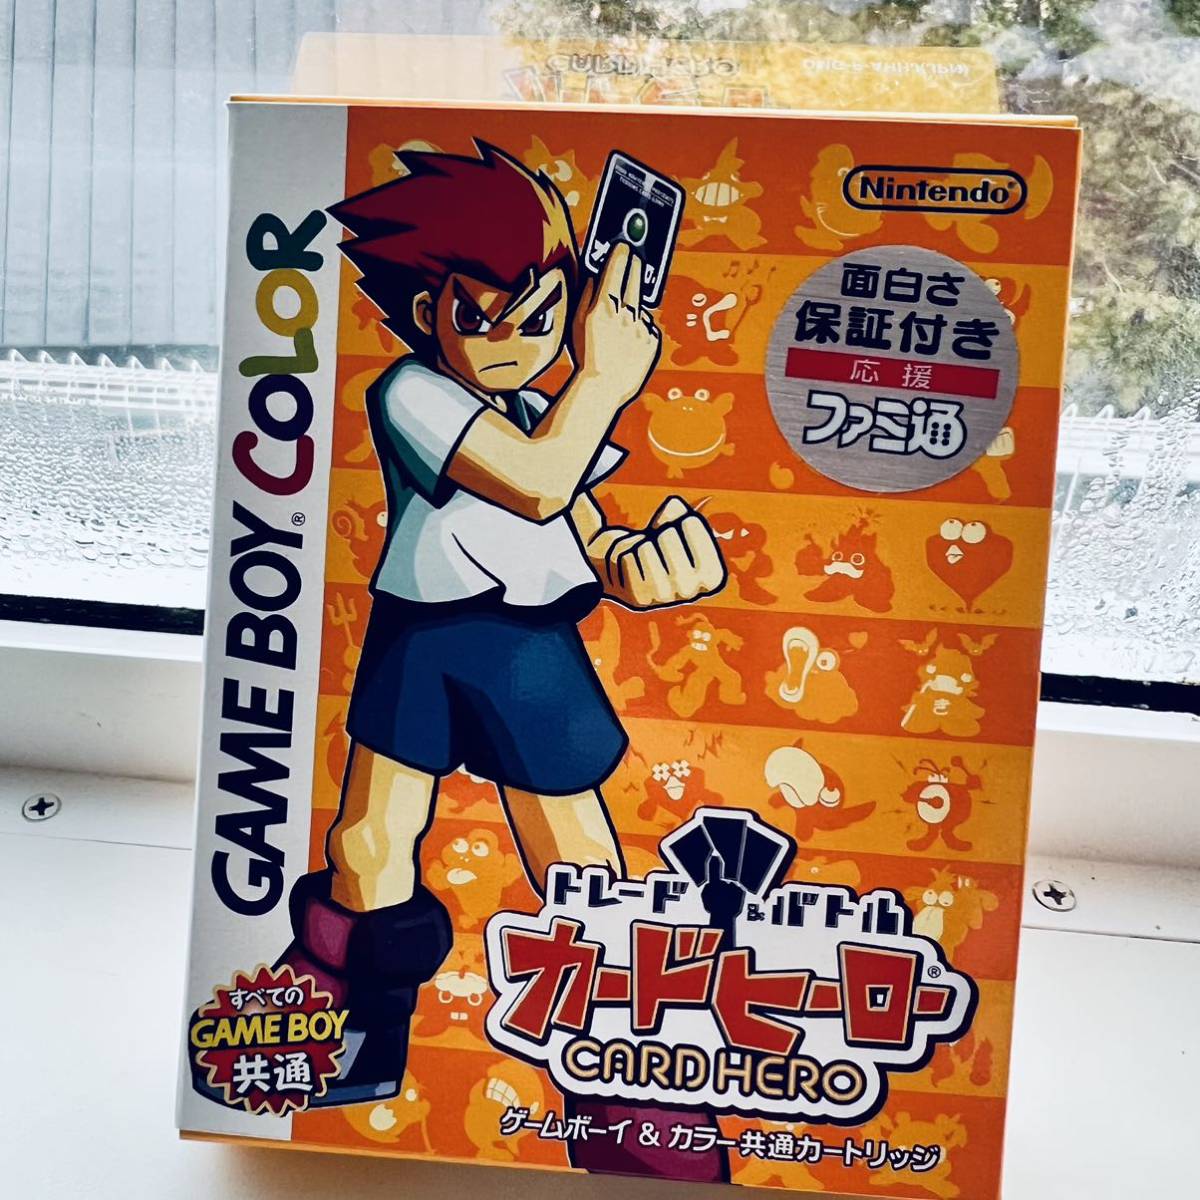 CARD HERO
Nintendo®
面白さ
保証付き
応援
ファミ通
GAME BOY® COLOR
トレード&バトル
カードヒーロー®
CARD HERO
すべての
GAME BOY
共通
ゲームボーイ & カラー共通カートリッジ